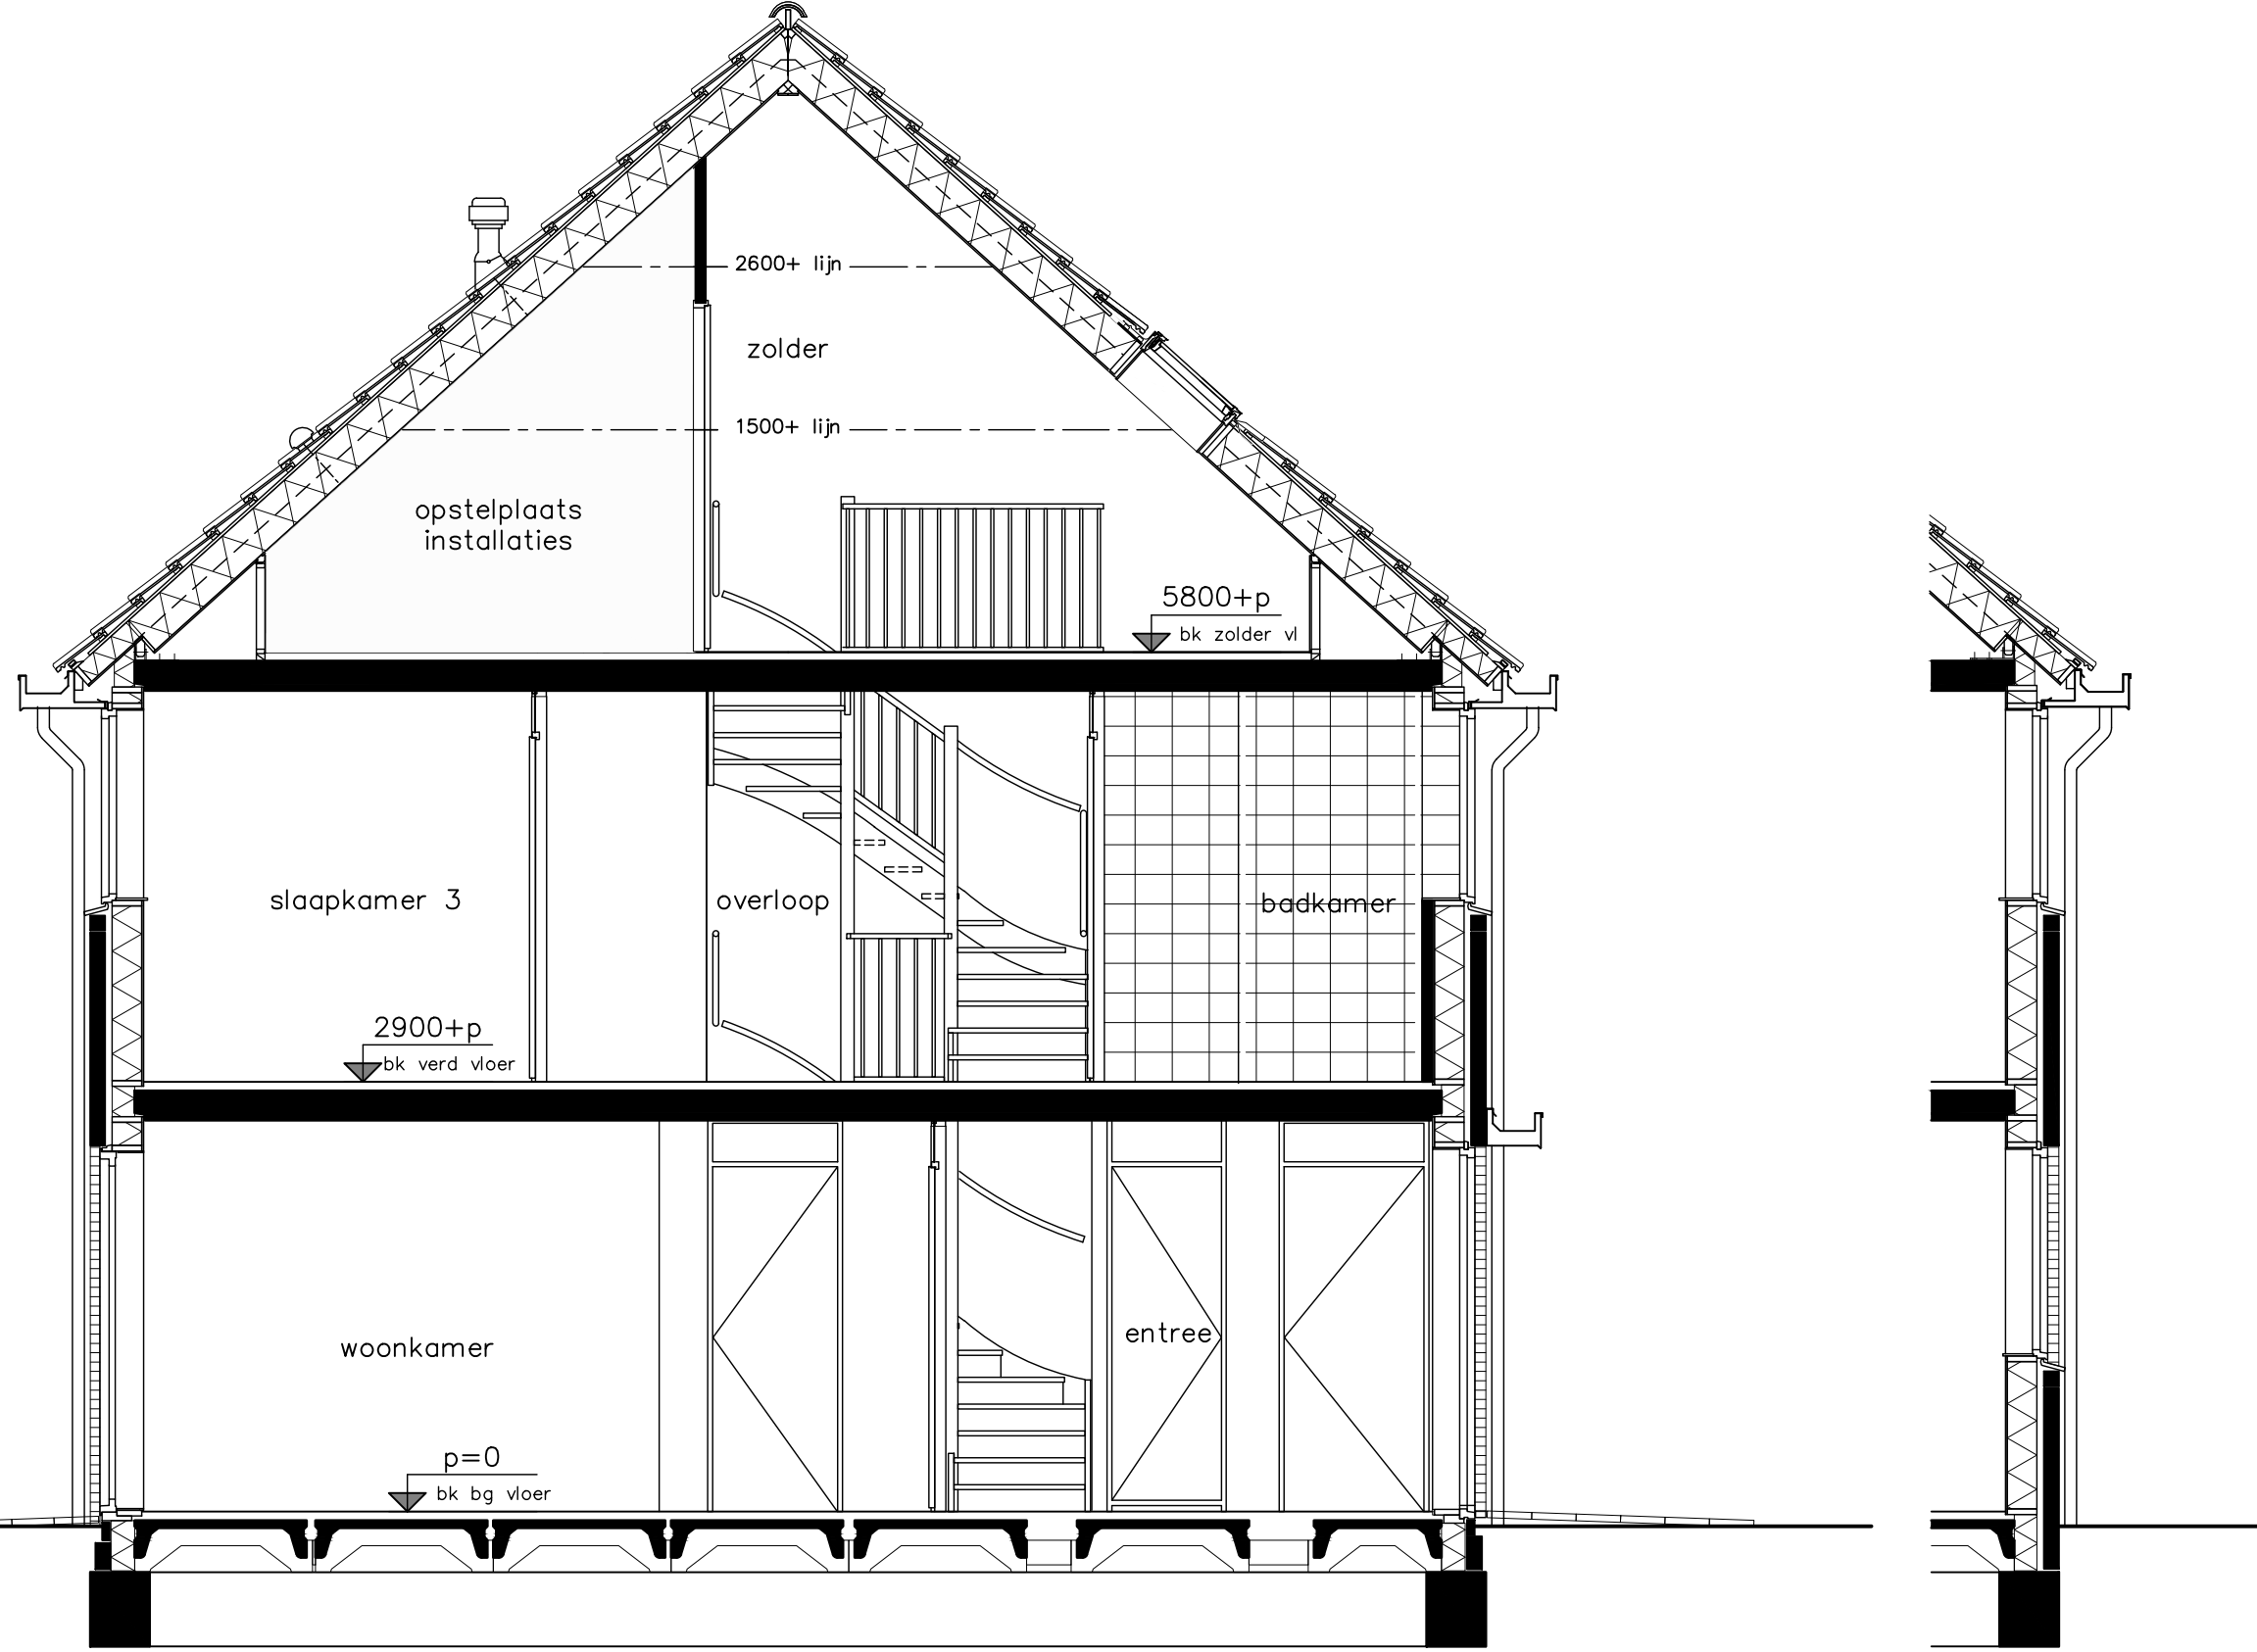 2600+ lijn
zolder
1500+ lijn
opstelplaats
installaties
5800+p
bk zolder vl
slaapkamer 3
overloop
badkamer
2900+p
bk verd vloer
woonkamer
entree
p=0
bk bg vloer